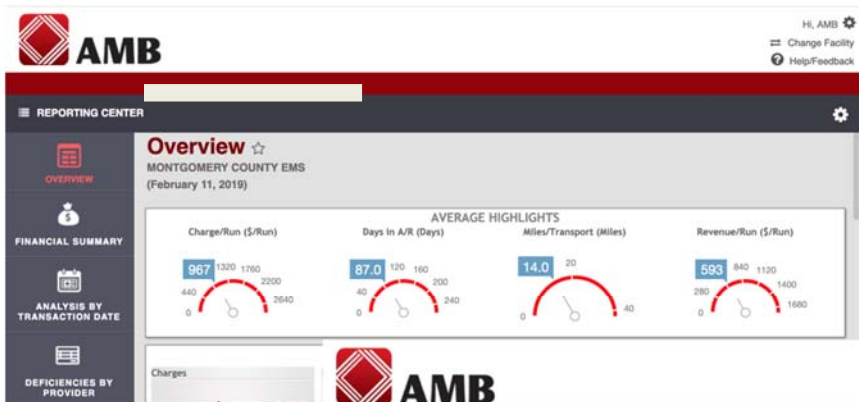 AMB
Hi, AMB
Change Facility
Help/Feedback
REPORTING CENTER
OVERVIEW
FINANCIAL SUMMARY
ANALYSIS BY
TRANSACTION DATE
DEFICIENCIES BY
PROVIDER
Overview
MONTGOMERY COUNTY EMS
(February 11, 2019)
AVERAGE HIGHLIGHTS
Charge/Run ($/Run)
967
0
440
1320
1760
2200
2640
Days in A/R (Days)
87.0
0
40
120
160
200
240
Miles/Transport (Miles)
14.0
0
20
40
Revenue/Run ($/Run)
593
0
280
840
1120
1400
1680
Charges
AMB